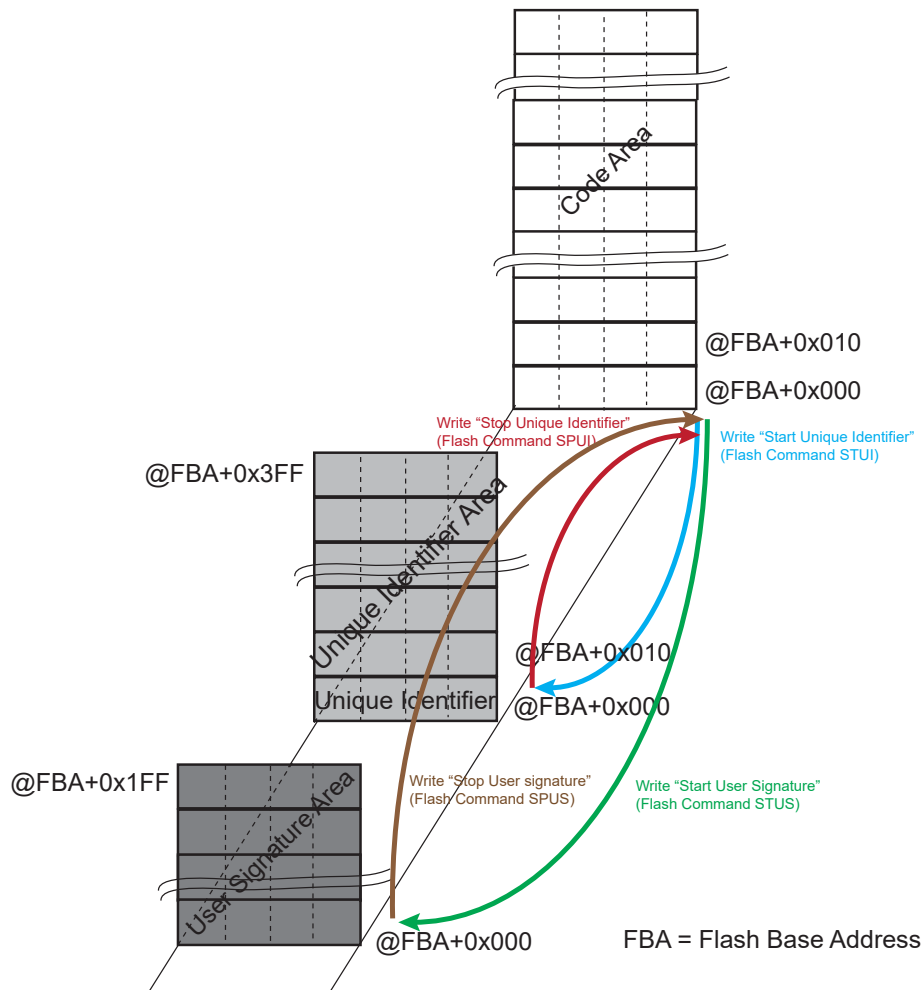 Code Area
@FBA+0x010
@FBA+0x000
Write “Stop Unique Identifier”
(Flash Command SPUI)
Write “Start Unique Identifier”
(Flash Command STUI)
@FBA+0x3FF
Unique Identifier Area
@FBA+0x010
Unique Identifier
@FBA+0x000
@FBA+0x1FF
User Signature Area
Write “Stop User signature”
(Flash Command SPUS)
Write “Start User Signature”
(Flash Command STUS)
@FBA+0x000
FBA = Flash Base Address